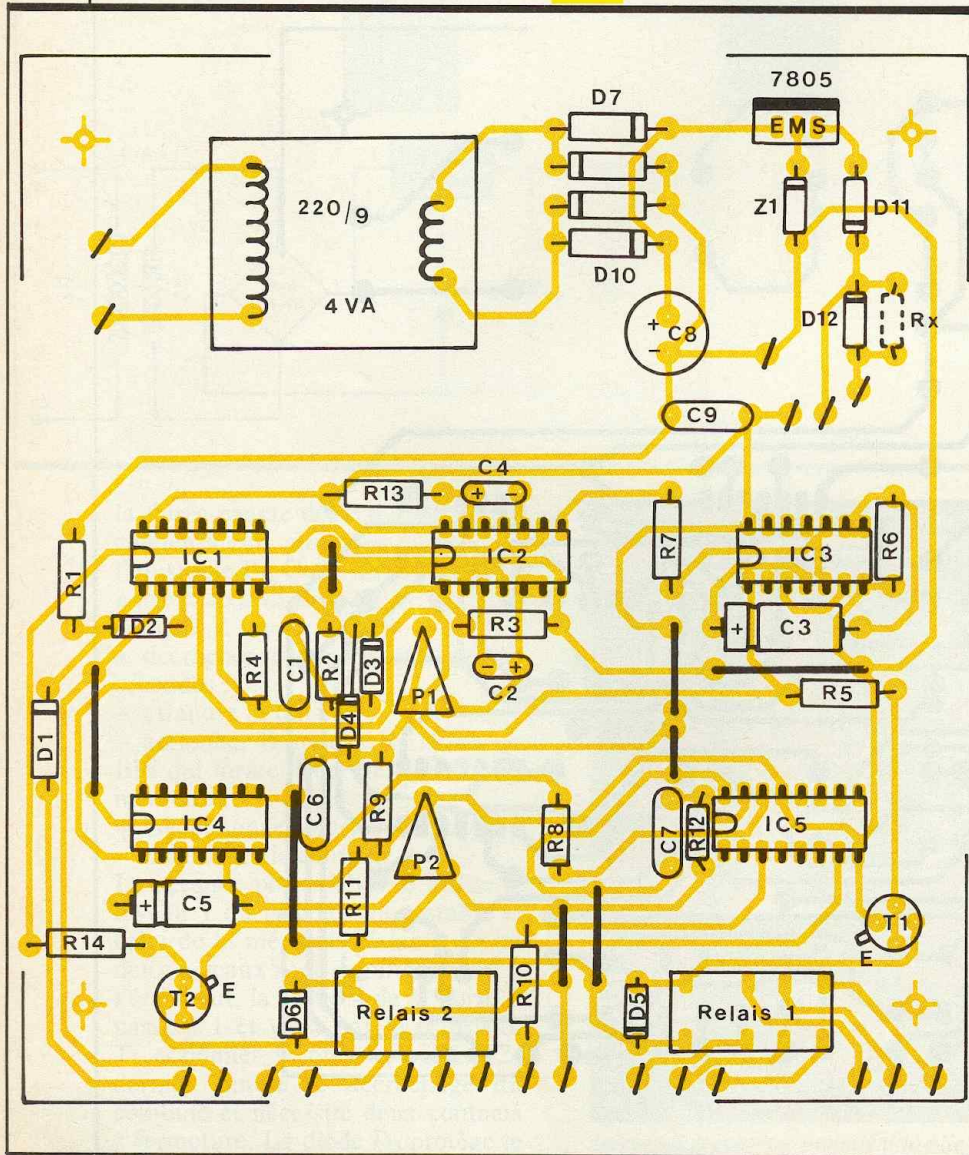 7805
D7
E M S
220/9
Z1
D11
D10
4 VA
+
C8
-
D12
Rx
C9
C4
R13
+ -
R7
R6
IC1
IC2
IC3
R1
D2
R3
+
C3
R4
C1
R2
D3
- +
C2
R5
P1
D4
D1
C6
R9
R8
C7
R12
IC4
IC5
P2
+
C5
R11
R14
T1
E
T2
E
R10
D6
Relais 2
D5
Relais 1